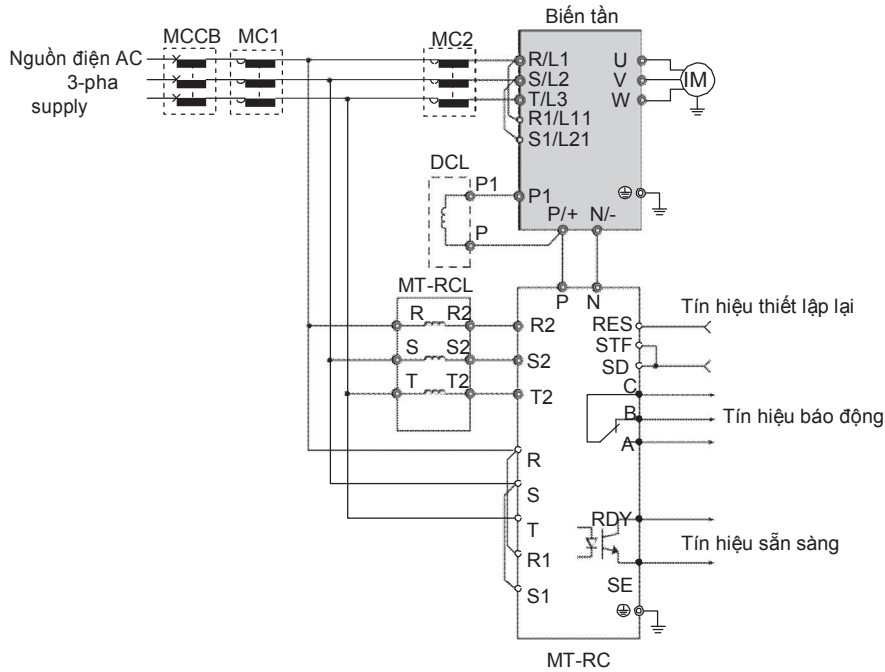 Biến tần
MCCB MC1 MC2
Nguồn điện AC
3-pha
supply
R/L1 U
S/L2 V IM
T/L3 W
R1/L11
S1/L21
DCL
P1 P1
P/+ N/-
P
MT-RCL
P N
R R2 R2 RES Tín hiệu thiết lập lại
STF
S S2 S2 SD
T T2 T2 C
B Tín hiệu báo động
A
R
S
T RDY
Tín hiệu sẵn sàng
R1
S1 SE
MT-RC